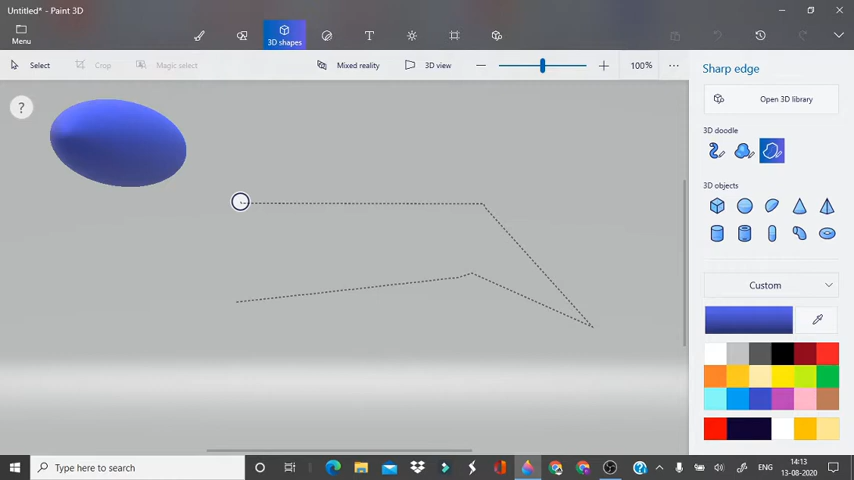 Untitled* - Paint 3D
Menu
T
3D shapes
Select
Crop
Magic select
Mixed reality
3D view
100%
Sharp edge
?
Open 3D library
3D doodle
3D objects
Custom
Type here to search
ENG
14:13
13-08-2020